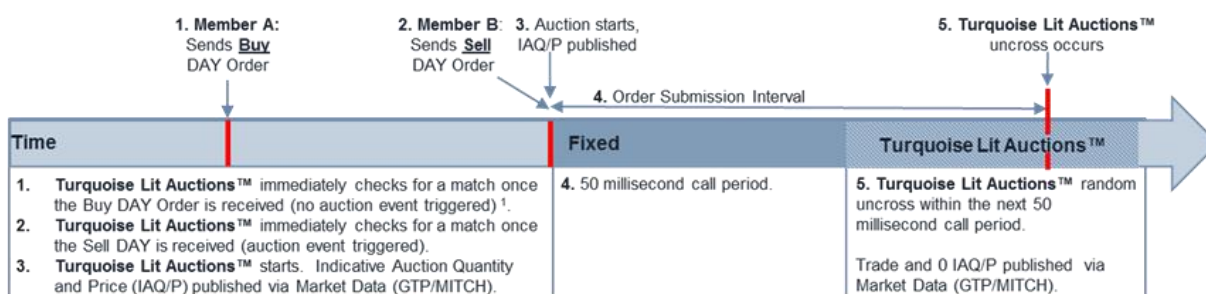 1. Member A:
Sends Buy
DAY Order
2. Member B:
Sends Sell
DAY Order
3. Auction starts,
IAQ/P published
5. Turquoise Lit Auctions™
uncross occurs
4. Order Submission Interval
Time
Fixed
Turquoise Lit Auctions™
1. Turquoise Lit Auctions™ immediately checks for a match once
the Buy DAY Order is received (no auction event triggered) ¹.
2. Turquoise Lit Auctions™ immediately checks for a match once
the Sell DAY is received (auction event triggered).
3. Turquoise Lit Auctions™ starts. Indicative Auction Quantity
and Price (IAQ/P) published via Market Data (GTP/MITCH).
4. 50 millisecond call period.
5. Turquoise Lit Auctions™ random
uncross within the next 50
millisecond call period.
Trade and 0 IAQ/P published via
Market Data (GTP/MITCH).